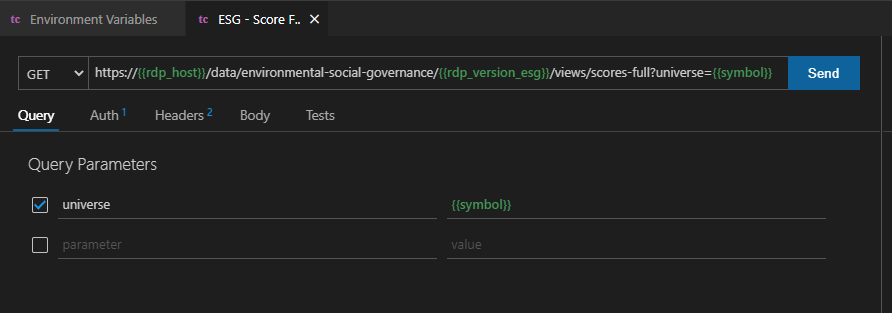 tc Environment Variables tc ESG - Score F.. ✕
GET https://{{rdp_host}}/data/environmental-social-governance/{{rdp_version_esg}}/views/scores-full?universe={{symbol}} Send
Query Auth 1 Headers 2 Body Tests
Query Parameters
universe {{symbol}}
parameter value